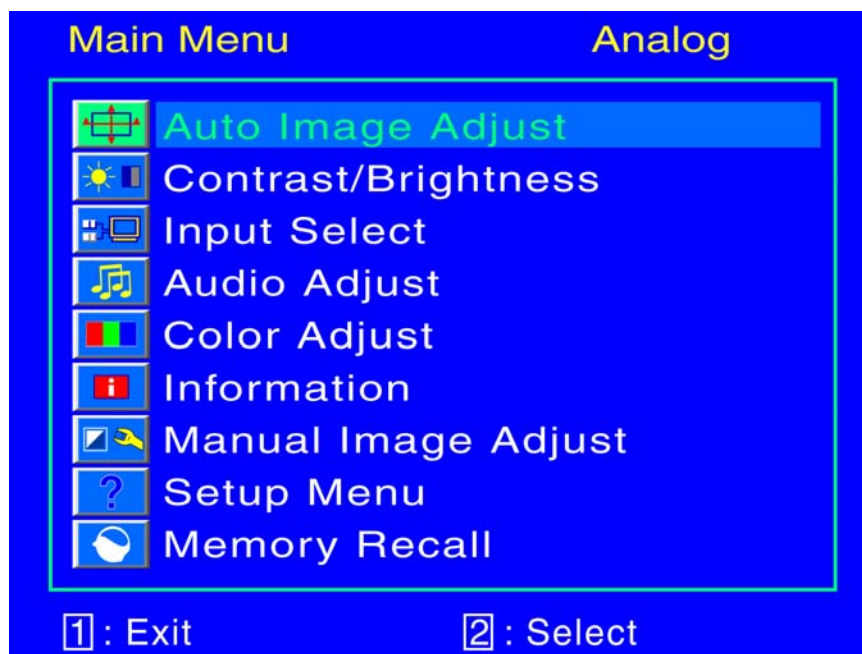 Main Menu Analog
Auto Image Adjust
Contrast/Brightness
Input Select
Audio Adjust
Color Adjust
i Information
Manual Image Adjust
? Setup Menu
Memory Recall
1 : Exit 2 : Select